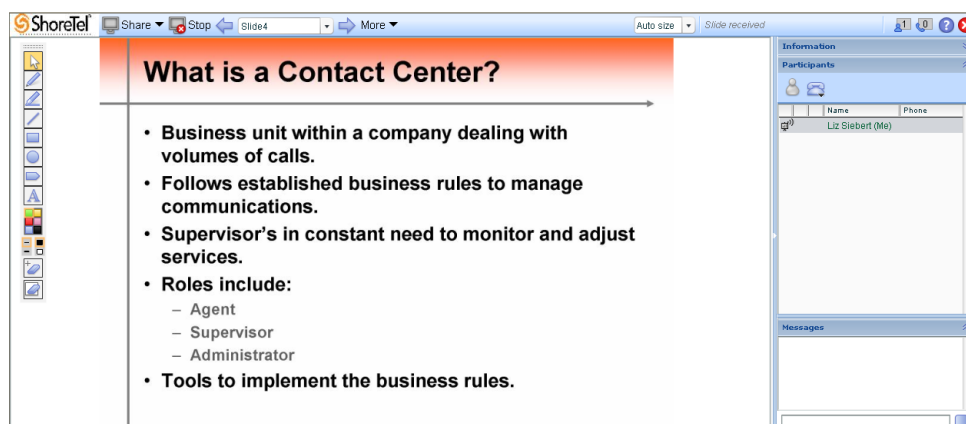 ShoreTel Share Stop Slide4 More Auto size Slide received 1 0 ?
What is a Contact Center?
• Business unit within a company dealing with
volumes of calls.
• Follows established business rules to manage
communications.
• Supervisor's in constant need to monitor and adjust
services.
• Roles include:
– Agent
– Supervisor
– Administrator
• Tools to implement the business rules.
A
Information
Participants
Name Phone
Liz Siebert (Me)
Messages